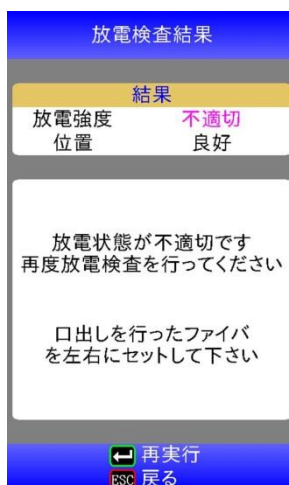 放電検査結果
結果
放電強度 不適切
位置 良好
放電状態が不適切です
再度放電検査を行ってください
口出しを行ったファイバ
を左右にセットして下さい
再実行
ESC 戻る